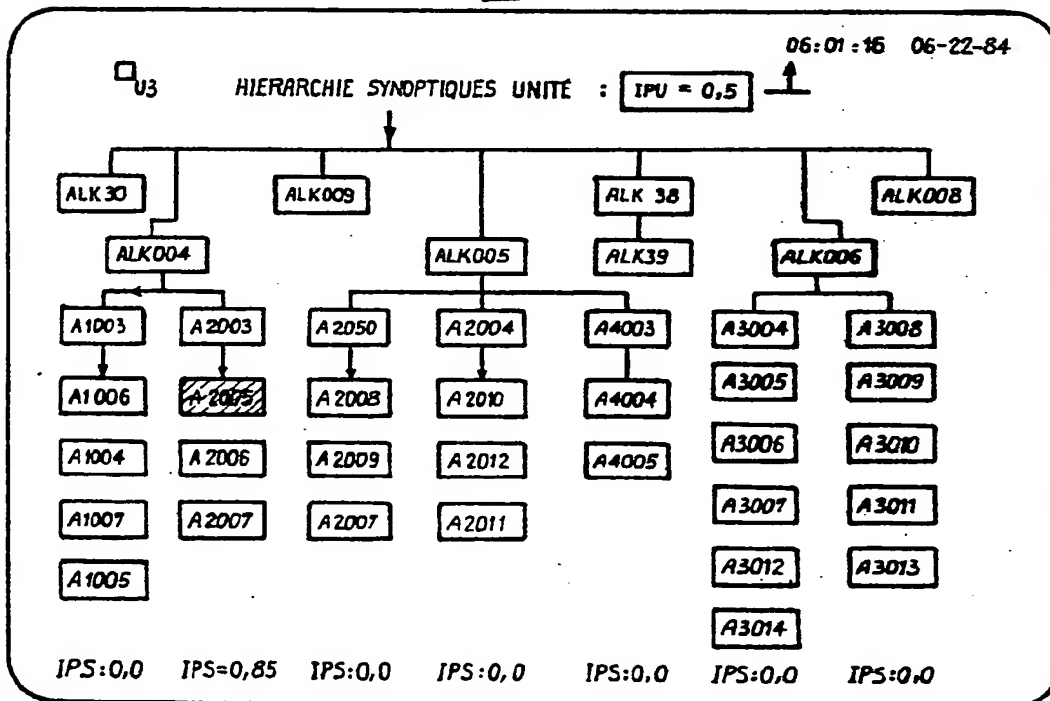 06:01:16 06-22-84
U3 HIERARCHIE SYNOPTIQUES UNITÉ : IPU = 0,5
ALK30 ALK009 ALK 38 ALK008
ALK004 ALK005 ALK39 ALK006
A1003 A2003 A2050 A2004 A4003 A3004 A3008
A1006 A2005 A2008 A2010 A4004 A3005 A3009
A1004 A2006 A2009 A2012 A4005 A3006 A3010
A1007 A2007 A2007 A2011 A3007 A3011
A1005 A3012 A3013
A3014
IPS:0,0 IPS=0,85 IPS:0,0 IPS:0,0 IPS:0,0 IPS:0,0 IPS:0,0